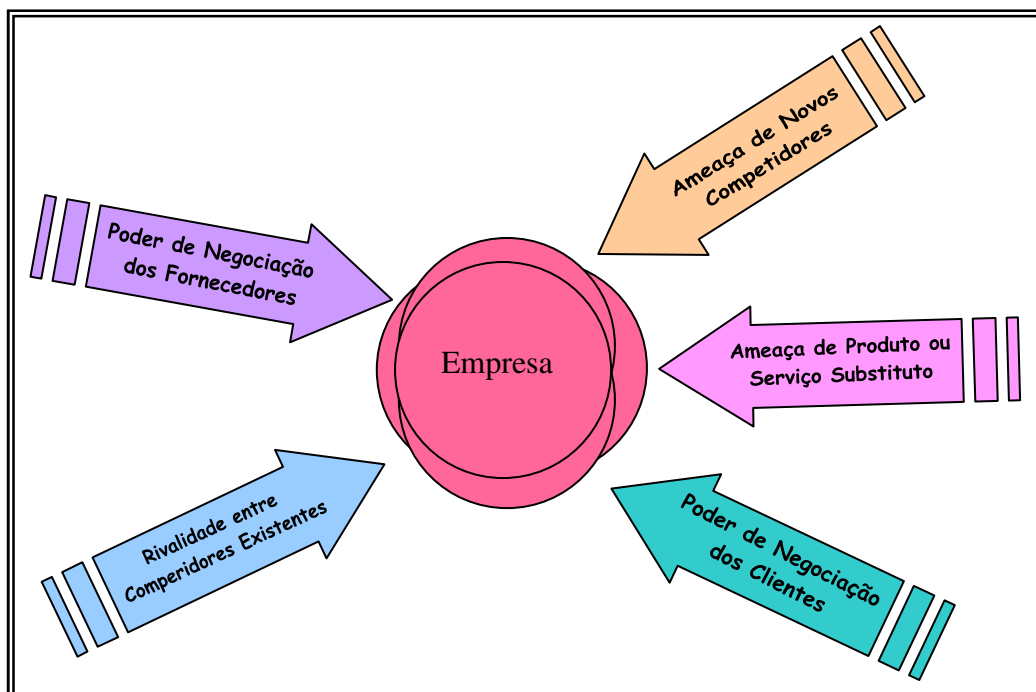 Ameaça de Novos
Competidores
Poder de Negociação
dos Fornecedores
Empresa
Ameaça de Produto ou
Serviço Substituto
Rivalidade entre
Comperidores Existentes
Poder de Negociação
dos Clientes